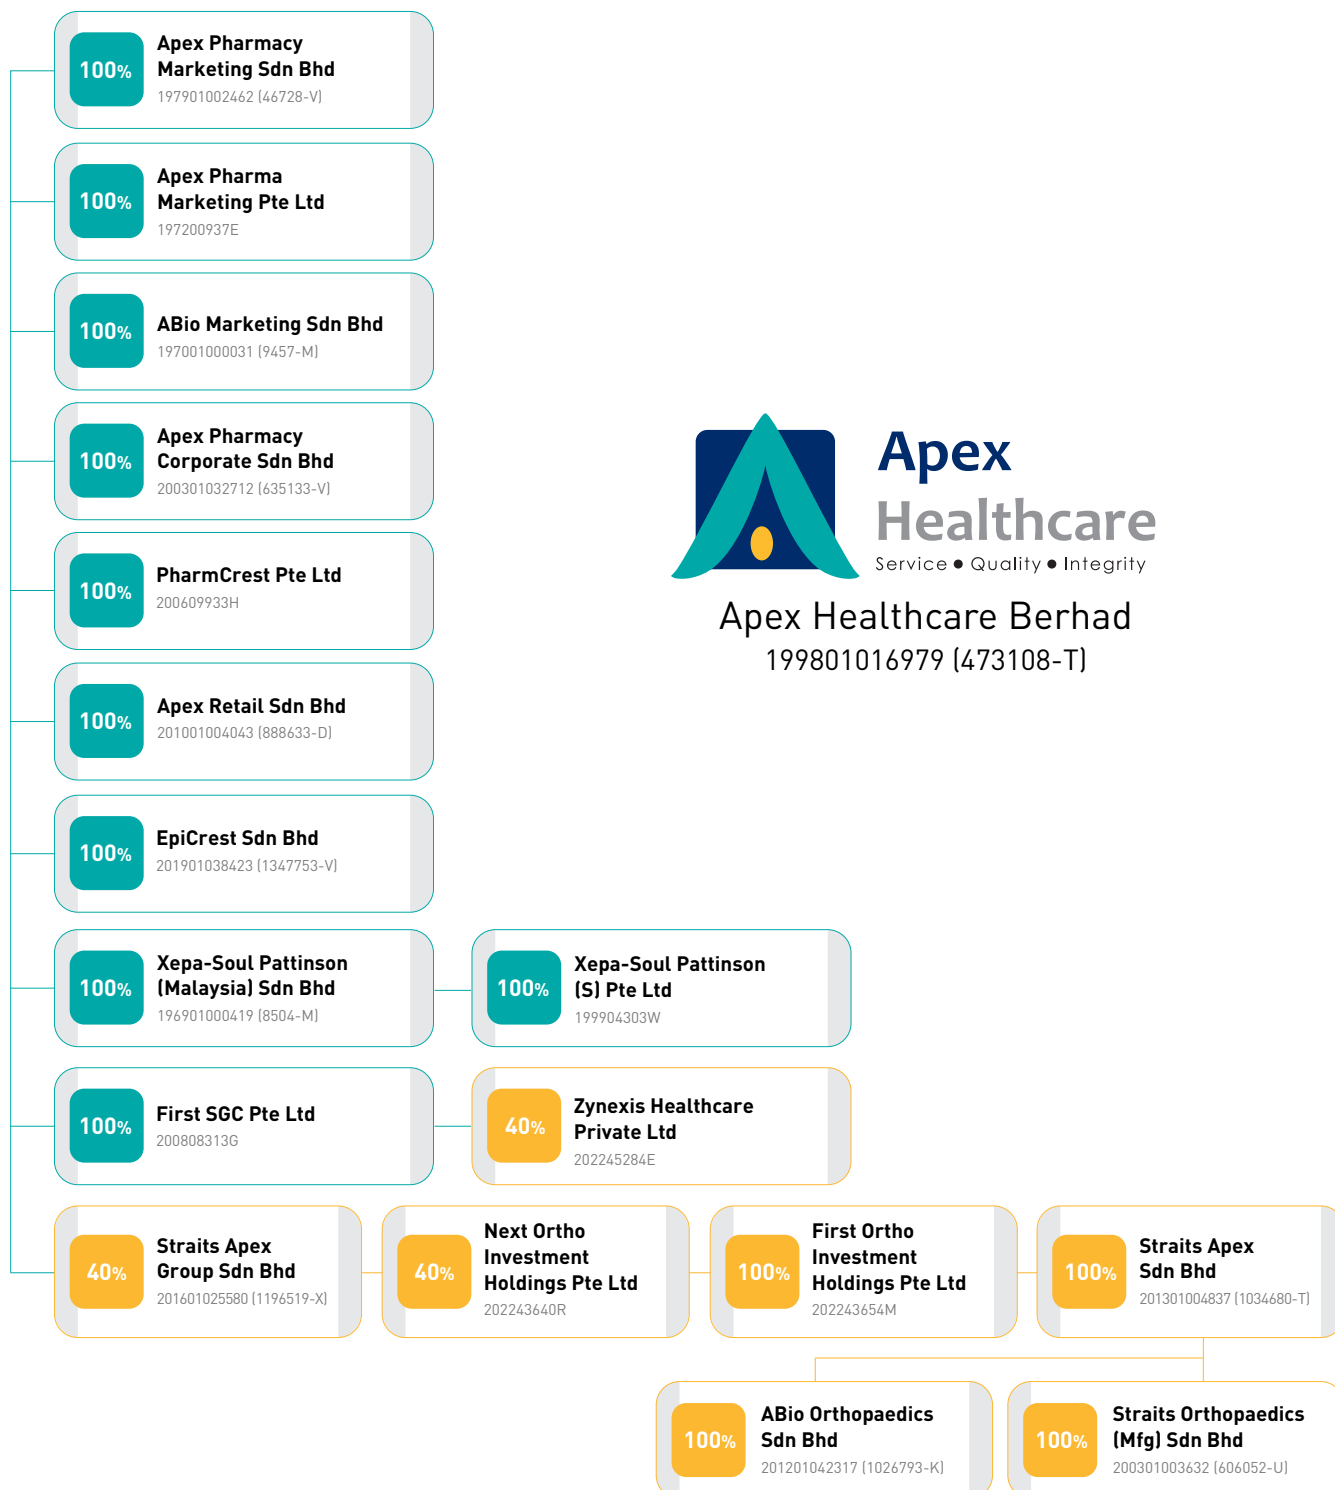 100%
Apex Pharmacy
Marketing Sdn Bhd
197901002462 (46728-V)
100%
Apex Pharma
Marketing Pte Ltd
197200937E
100%
ABio Marketing Sdn Bhd
197001000031 (9457-M)
100%
Apex Pharmacy
Corporate Sdn Bhd
200301032712 (635133-V)
100%
PharmCrest Pte Ltd
200609933H
100%
Apex Retail Sdn Bhd
201001004043 (888633-D)
100%
EpiCrest Sdn Bhd
201901038423 (1347753-V)
100%
Xepa-Soul Pattinson
(Malaysia) Sdn Bhd
196901000419 (8504-M)
100%
Xepa-Soul Pattinson
(S) Pte Ltd
199904303W
100%
First SGC Pte Ltd
200808313G
40%
Zynexis Healthcare
Private Ltd
202245284E
40%
Straits Apex
Group Sdn Bhd
201601025580 (1196519-X)
40%
Next Ortho
Investment
Holdings Pte Ltd
202243640R
100%
First Ortho
Investment
Holdings Pte Ltd
202243654M
100%
Straits Apex
Sdn Bhd
201301004837 (1034680-T)
100%
ABio Orthopaedics
Sdn Bhd
201201042317 (1026793-K)
100%
Straits Orthopaedics
(Mfg) Sdn Bhd
200301003632 (606052-U)
Apex
Healthcare
Service • Quality • Integrity
Apex Healthcare Berhad
199801016979 (473108-T)